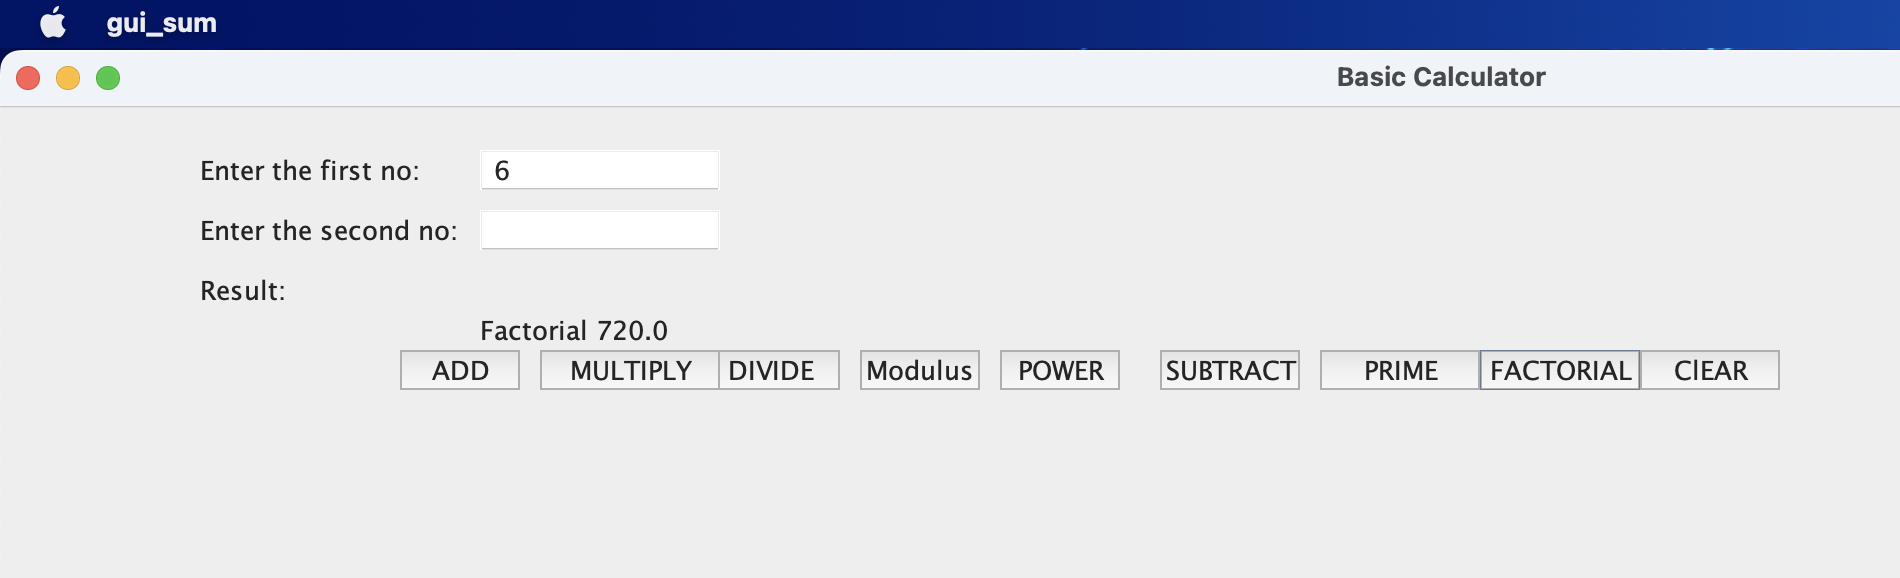 gui_sum
Basic Calculator
Enter the first no: 6
Enter the second no:
Result:
Factorial 720.0
ADD MULTIPLY DIVIDE Modulus POWER SUBTRACT PRIME FACTORIAL ClEAR